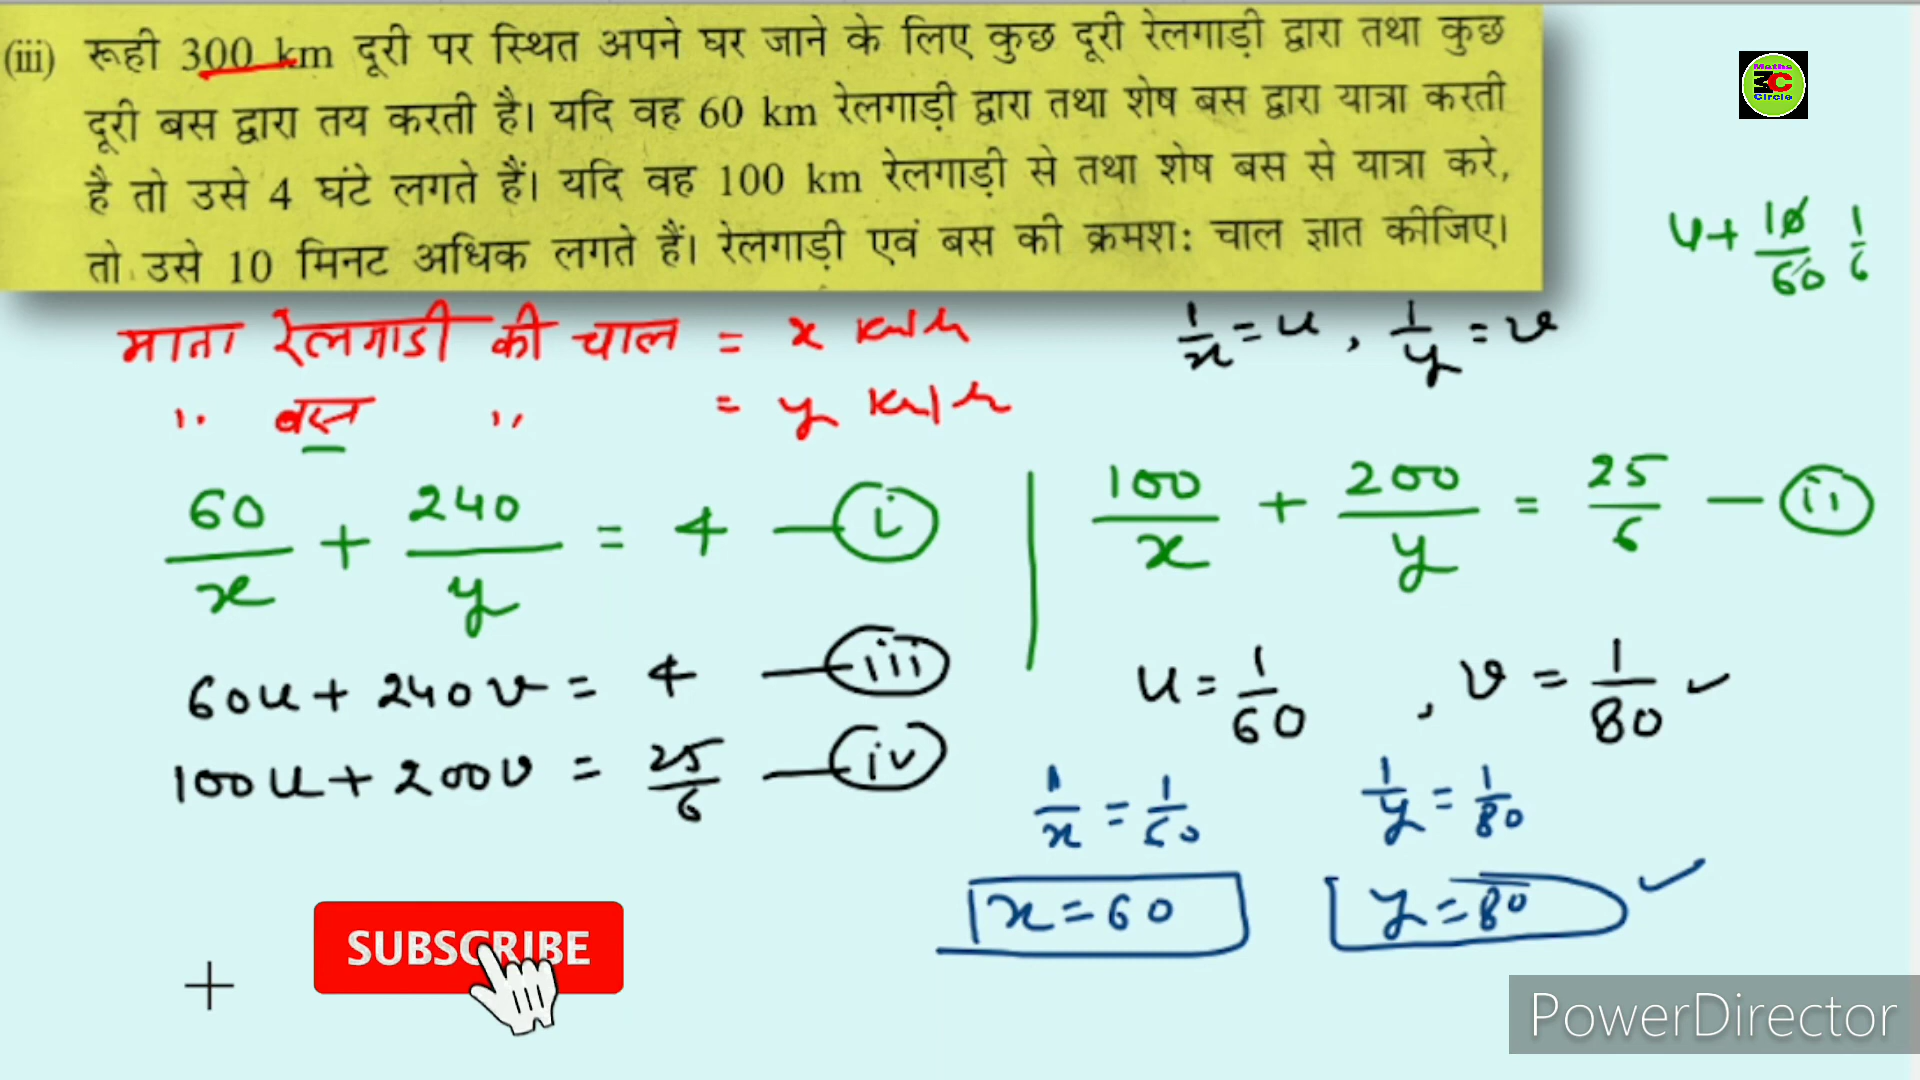 (iii) रूही 300 km दूरी पर स्थित अपने घर जाने के लिए कुछ दूरी रेलगाड़ी द्वारा तथा कुछ
दूरी बस द्वारा तय करती है। यदि वह 60 km रेलगाड़ी द्वारा तथा शेष बस द्वारा यात्रा करती
है तो उसे 4 घंटे लगते हैं। यदि वह 100 km रेलगाड़ी से तथा शेष बस से यात्रा करे,
तो उसे 10 मिनट अधिक लगते हैं। रेलगाड़ी एवं बस की क्रमशः चाल ज्ञात कीजिए।
Maths
3C
Circle
4 + 10/60 1/6
माना रेलगाडी की चाल = x km/h
" बस " = y km/h
1/x = u , 1/y = v
60/x + 240/y = 4 — (i)
100/x + 200/y = 25/6 — (ii)
60u + 240v = 4 — (iii)
100u + 200v = 25/6 — (iv)
u = 1/60 , v = 1/80 ✓
1/x = 1/60 1/y = 1/80
x = 60 y = 80 ✓
SUBSCRIBE
PowerDirector